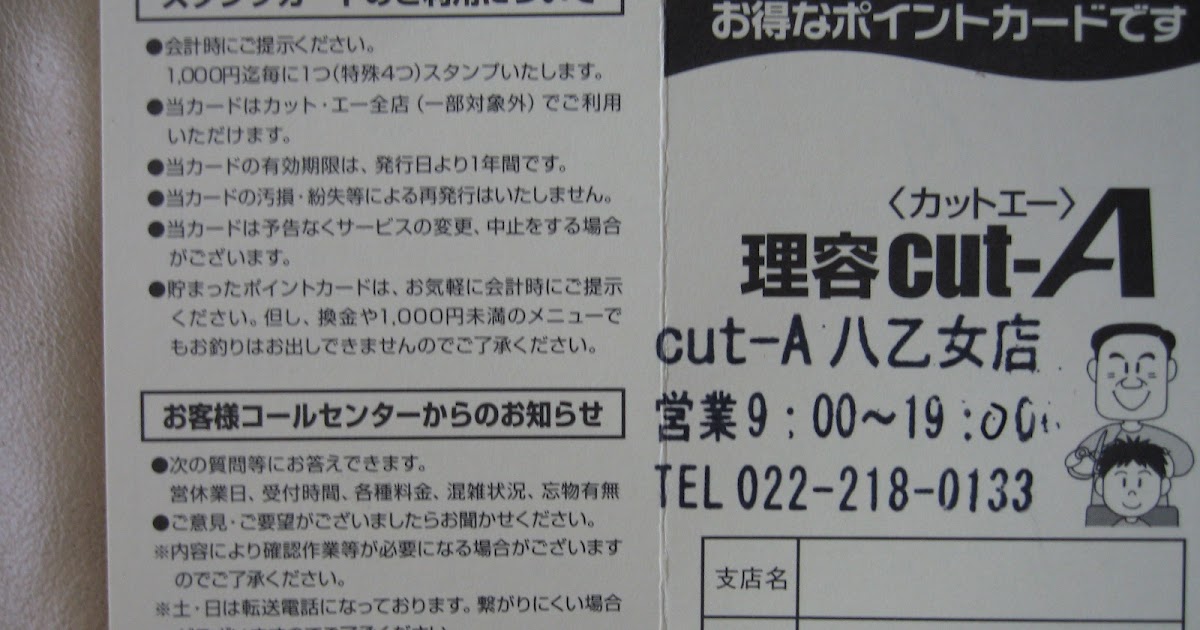 スタンプカードのご利用について
●会計時にご提示ください。
1,000円迄毎に1つ(特殊4つ)スタンプいたします。
●当カードはカット・エー全店(一部対象外)でご利用
いただけます。
●当カードの有効期限は、発行日より1年間です。
●当カードの汚損・紛失等による再発行はいたしません。
●当カードは予告なくサービスの変更、中止をする場合
がございます。
●貯まったポイントカードは、お気軽に会計時にご提示
ください。但し、換金や1,000円未満のメニューで
もお釣りはお出しできませんのでご了承ください。
お客様コールセンターからのお知らせ
●次の質問等にお答えできます。
営休業日、受付時間、各種料金、混雑状況、忘物有無
●ご意見・ご要望がございましたらお聞かせください。
※内容により確認作業等が必要になる場合がございます
のでご了承ください。
※土・日は転送電話になっております。繋がりにくい場合
お得なポイントカードです
〈カットエー〉
理容cut-A
cut-A 八乙女店
営業9:00〜19:00
TEL 022-218-0133
支店名